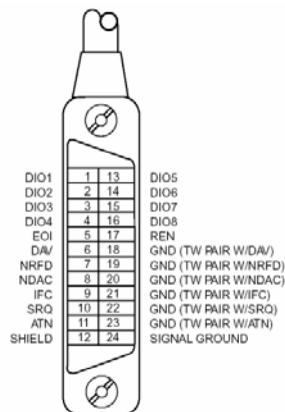 DIO1 1 13 DIO5
DIO2 2 14 DIO6
DIO3 3 15 DIO7
DIO4 4 16 DIO8
EOI 5 17 REN
DAV 6 18 GND (TW PAIR W/DAV)
NRFD 7 19 GND (TW PAIR W/NRFD)
NDAC 8 20 GND (TW PAIR W/NDAC)
IFC 9 21 GND (TW PAIR W/IFC)
SRQ 10 22 GND (TW PAIR W/SRQ)
ATN 11 23 GND (TW PAIR W/ATN)
SHIELD 12 24 SIGNAL GROUND